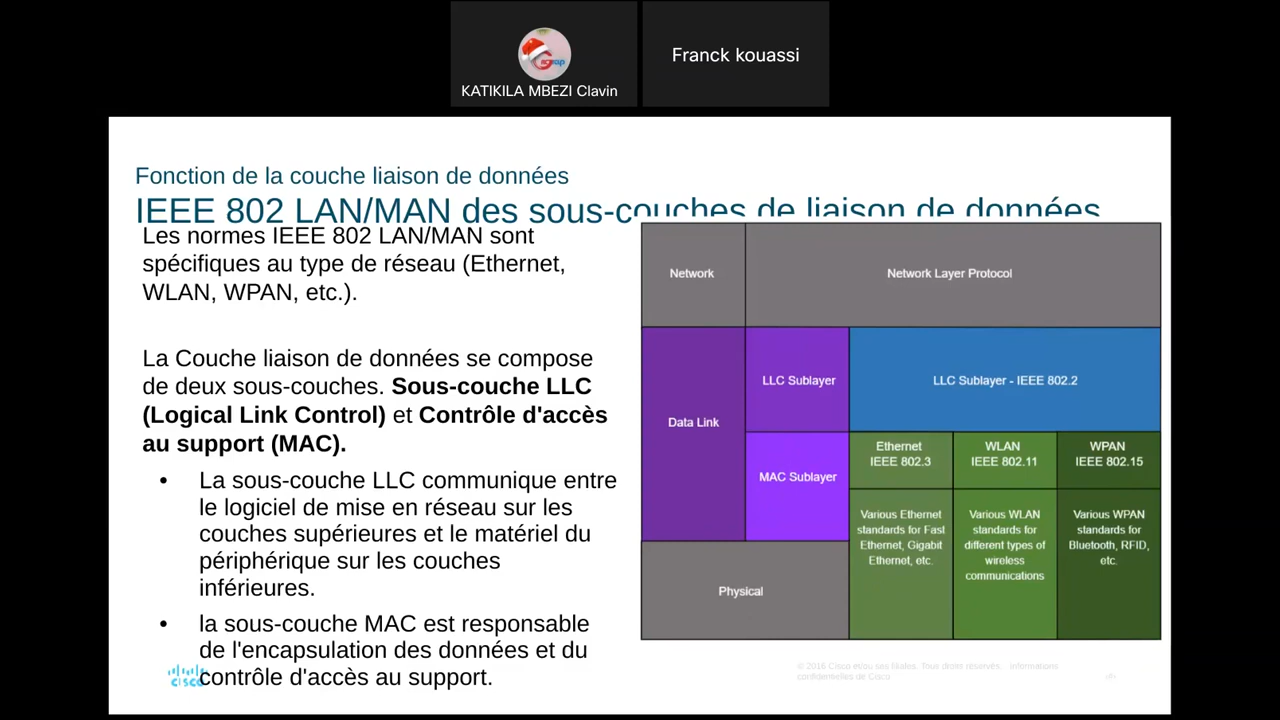 KATIKILA MBEZI Clavin
Franck kouassi
Fonction de la couche liaison de données
IEEE 802 LAN/MAN des sous-couches de liaison de données
Les normes IEEE 802 LAN/MAN sont
spécifiques au type de réseau (Ethernet,
WLAN, WPAN, etc.).
La Couche liaison de données se compose
de deux sous-couches. Sous-couche LLC
(Logical Link Control) et Contrôle d'accès
au support (MAC).
• La sous-couche LLC communique entre
le logiciel de mise en réseau sur les
couches supérieures et le matériel du
périphérique sur les couches
inférieures.
• la sous-couche MAC est responsable
de l'encapsulation des données et du
contrôle d'accès au support.
Network
Network Layer Protocol
Data Link
LLC Sublayer
LLC Sublayer - IEEE 802.2
MAC Sublayer
Ethernet
IEEE 802.3
WLAN
IEEE 802.11
WPAN
IEEE 802.15
Various Ethernet
standards for Fast
Ethernet, Gigabit
Ethernet, etc.
Various WLAN
standards for
different types of
wireless
communications
Various WPAN
standards for
Bluetooth, RFID,
etc.
Physical
CISCO
© 2016 Cisco et/ou ses filiales. Tous droits réservés. Informations
confidentielles de Cisco